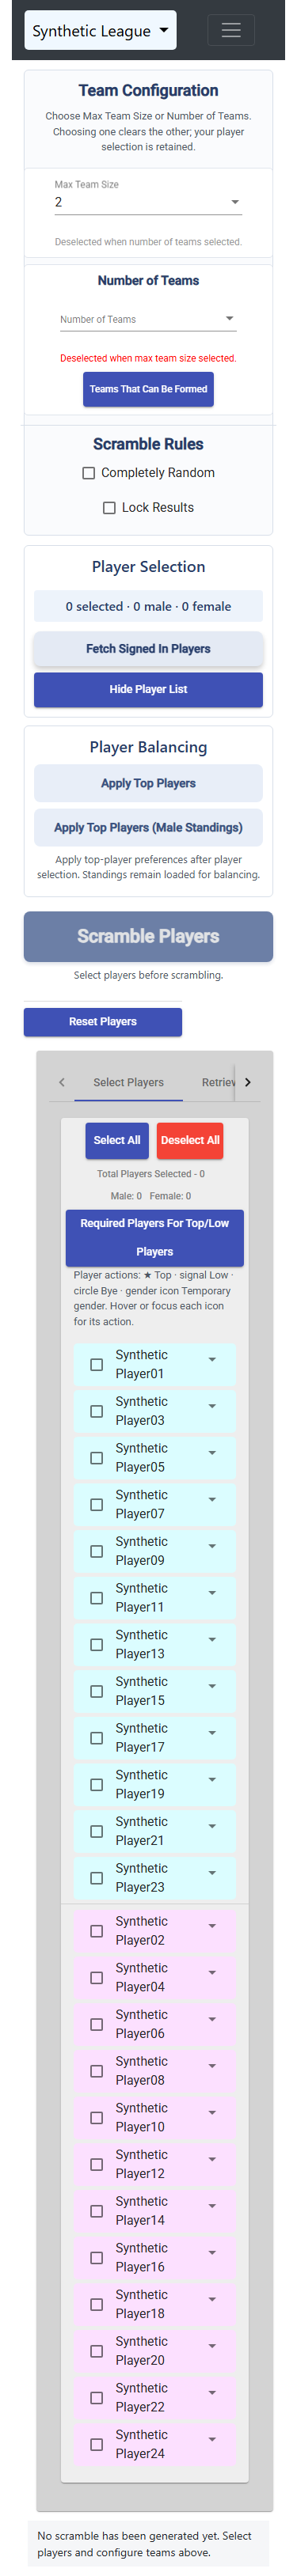 Synthetic League
Team Configuration
Choose Max Team Size or Number of Teams.
Choosing one clears the other; your player
selection is retained.
Max Team Size
2
Deselected when number of teams selected.
Number of Teams
Number of Teams
Deselected when max team size selected.
Teams That Can Be Formed
Scramble Rules
Completely Random
Lock Results
Player Selection
0 selected · 0 male · 0 female
Fetch Signed In Players
Hide Player List
Player Balancing
Apply Top Players
Apply Top Players (Male Standings)
Apply top-player preferences after player
selection. Standings remain loaded for balancing.
Scramble Players
Select players before scrambling.
Reset Players
Select Players
Select All
Deselect All
Total Players Selected - 0
Male: 0 Female: 0
Required Players For Top/Low
Players
Player actions: ★ Top · signal Low ·
circle Bye · gender icon Temporary
gender. Hover or focus each icon
for its action.
Synthetic
Player01
Synthetic
Player03
Synthetic
Player05
Synthetic
Player07
Synthetic
Player09
Synthetic
Player11
Synthetic
Player13
Synthetic
Player15
Synthetic
Player17
Synthetic
Player19
Synthetic
Player21
Synthetic
Player23
Synthetic
Player02
Synthetic
Player04
Synthetic
Player06
Synthetic
Player08
Synthetic
Player10
Synthetic
Player12
Synthetic
Player14
Synthetic
Player16
Synthetic
Player18
Synthetic
Player20
Synthetic
Player22
Synthetic
Player24
No scramble has been generated yet. Select
players and configure teams above.